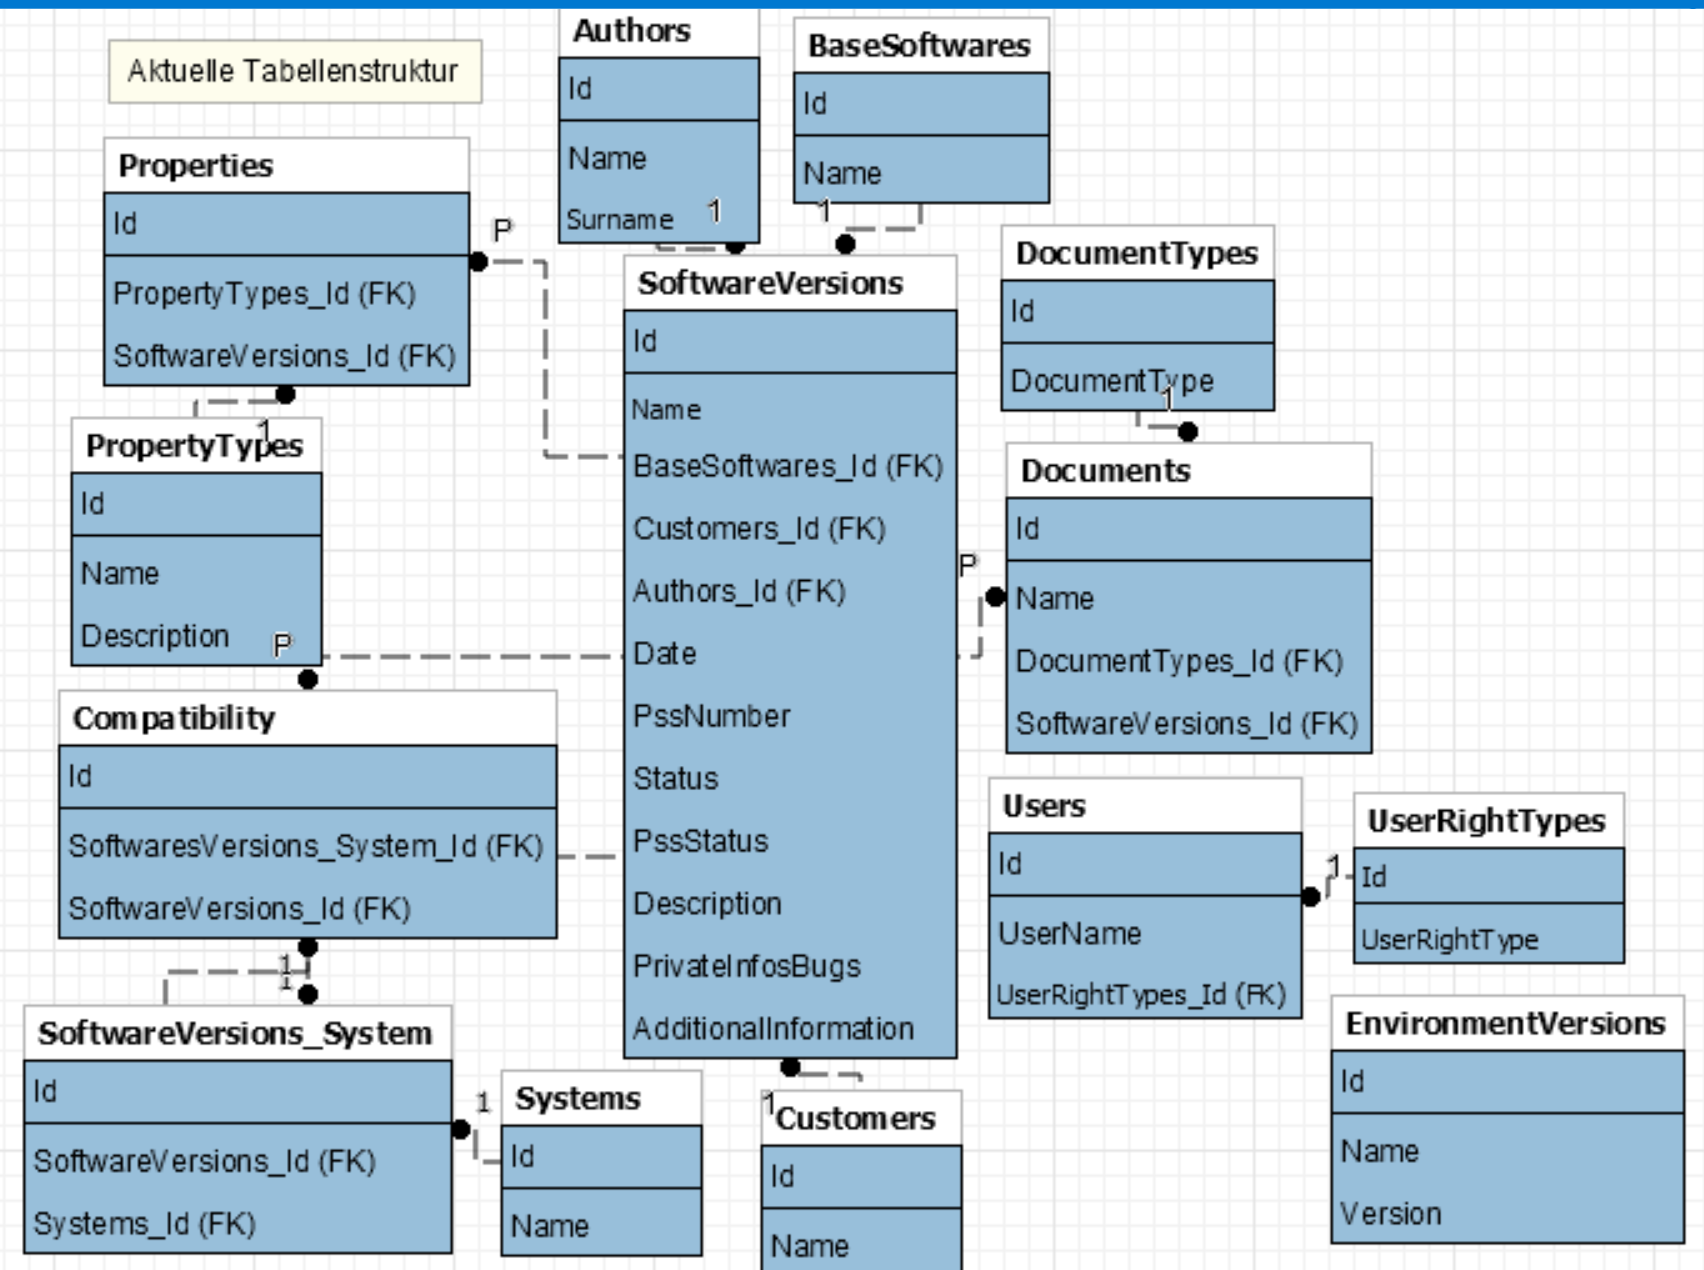 Aktuelle Tabellenstruktur
Authors
Id
Name
Surname
1
BaseSoftwares
Id
Name
1
Properties
Id
PropertyTypes_Id (FK)
SoftwareVersions_Id (FK)
P
1
PropertyTypes
Id
Name
Description
P
SoftwareVersions
Id
Name
BaseSoftwares_Id (FK)
Customers_Id (FK)
Authors_Id (FK)
Date
PssNumber
Status
PssStatus
Description
PrivateInfosBugs
AdditionalInformation
DocumentTypes
Id
DocumentType
1
Documents
Id
Name
DocumentTypes_Id (FK)
SoftwareVersions_Id (FK)
P
Compatibility
Id
SoftwaresVersions_System_Id (FK)
SoftwareVersions_Id (FK)
1
1
Users
Id
UserName
UserRightTypes_Id (FK)
1
UserRightTypes
Id
UserRightType
SoftwareVersions_System
Id
SoftwareVersions_Id (FK)
Systems_Id (FK)
1
Systems
Id
Name
1
Customers
Id
Name
EnvironmentVersions
Id
Name
Version